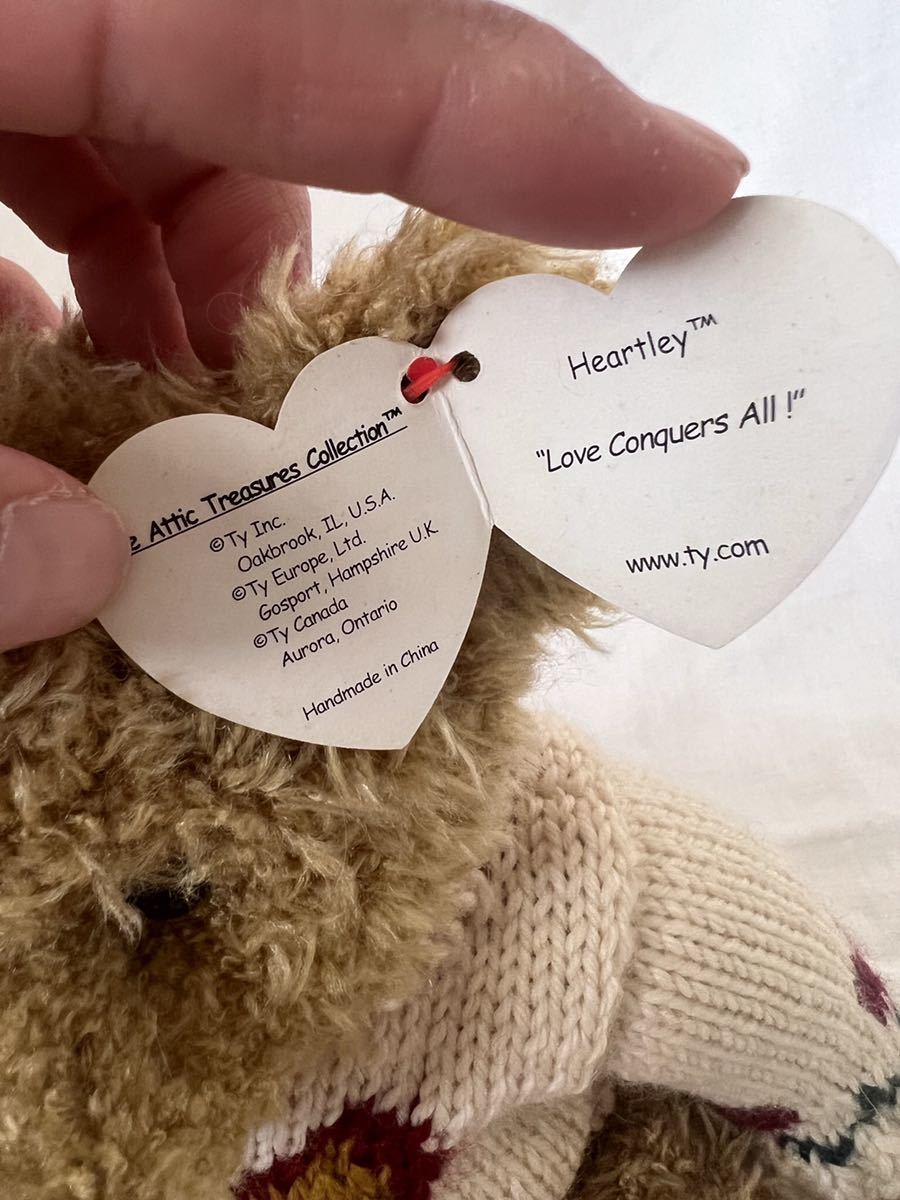 e Attic Treasures Collection™
©Ty Inc.
Oakbrook, IL, U.S.A.
©Ty Europe, Ltd.
Gosport, Hampshire U.K
©Ty Canada
Aurora, Ontario
Handmade in China
Heartley™
"Love Conquers All !"
www.ty.com